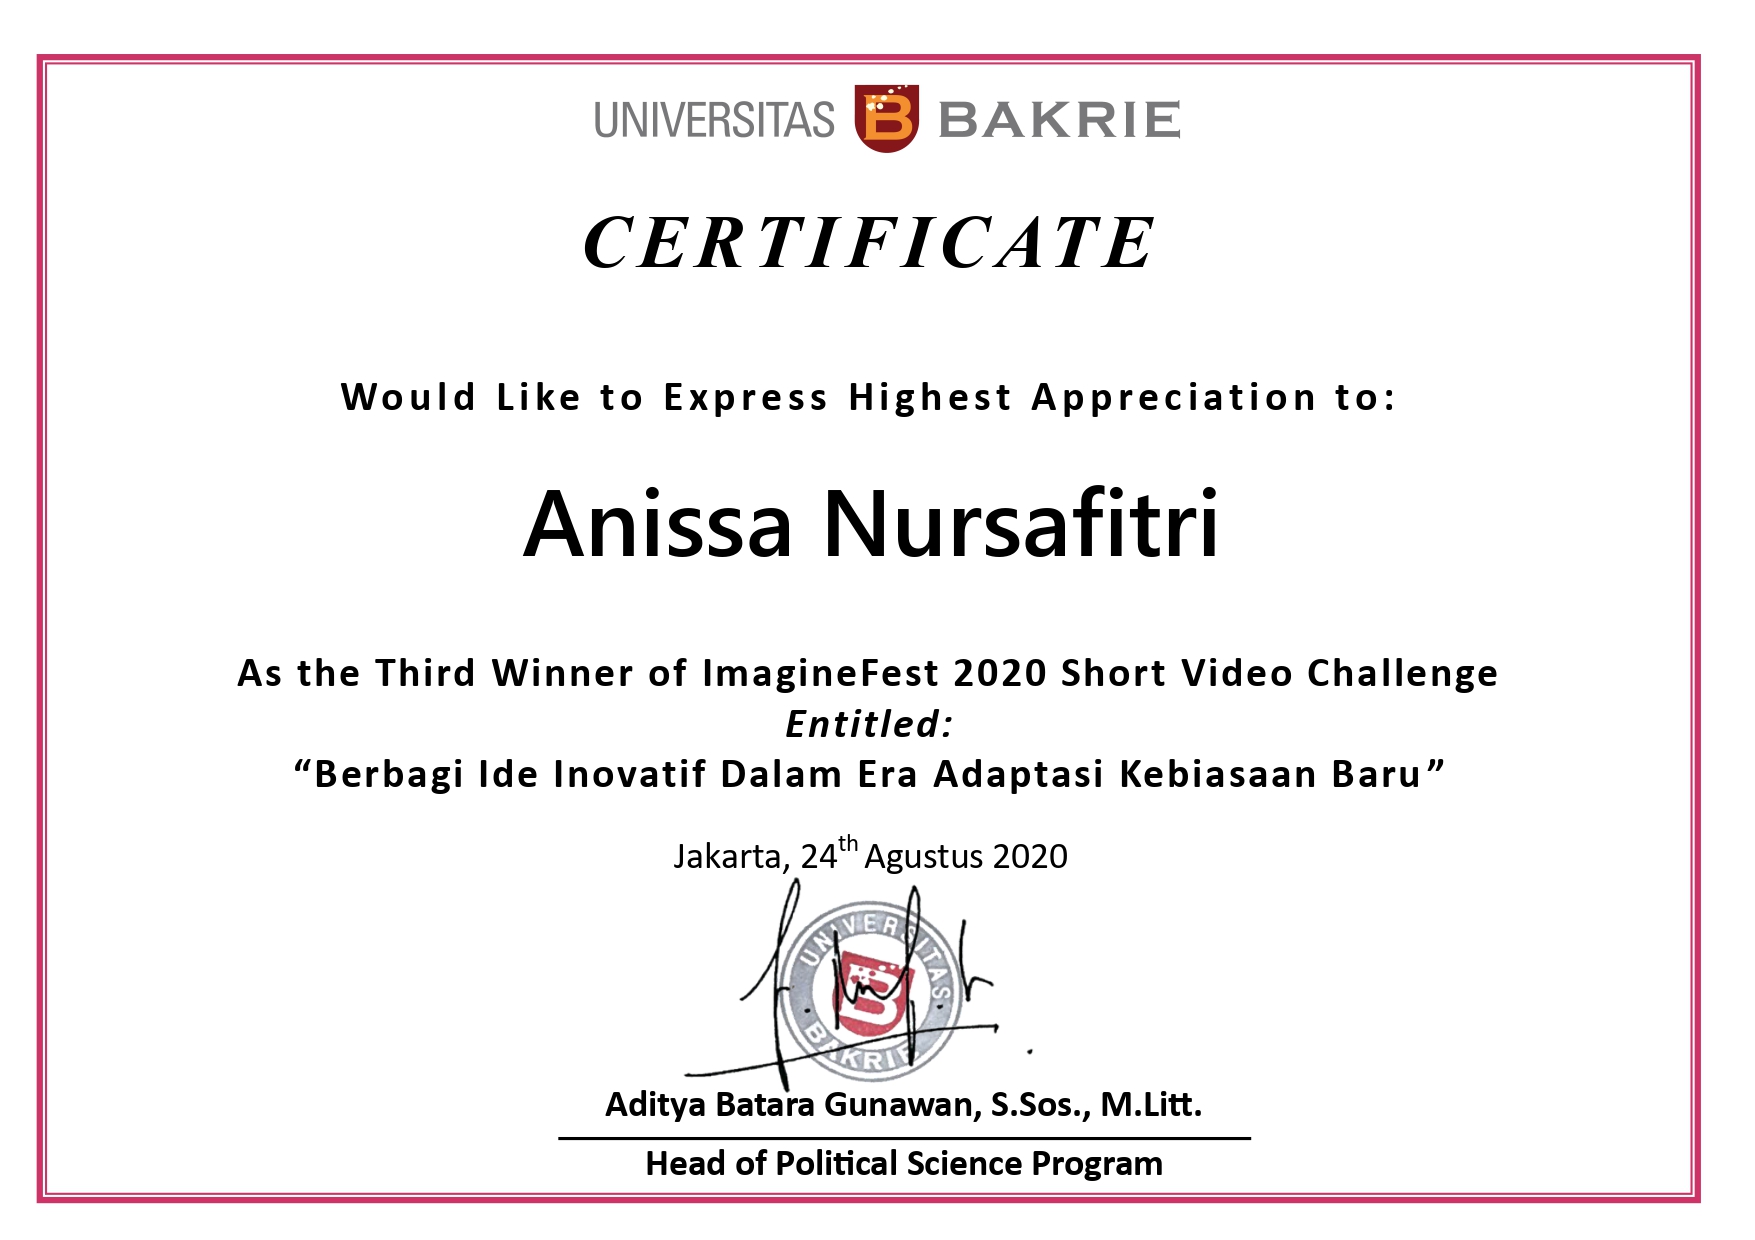 UNIVERSITAS B BAKRIE
CERTIFICATE
Would Like to Express Highest Appreciation to:
Anissa Nursafitri
As the Third Winner of ImagineFest 2020 Short Video Challenge
Entitled:
“Berbagi Ide Inovatif Dalam Era Adaptasi Kebiasaan Baru”
Jakarta, 24th Agustus 2020
UNIVERSITAS
B
BAKRIE
Aditya Batara Gunawan, S.Sos., M.Litt.
Head of Political Science Program